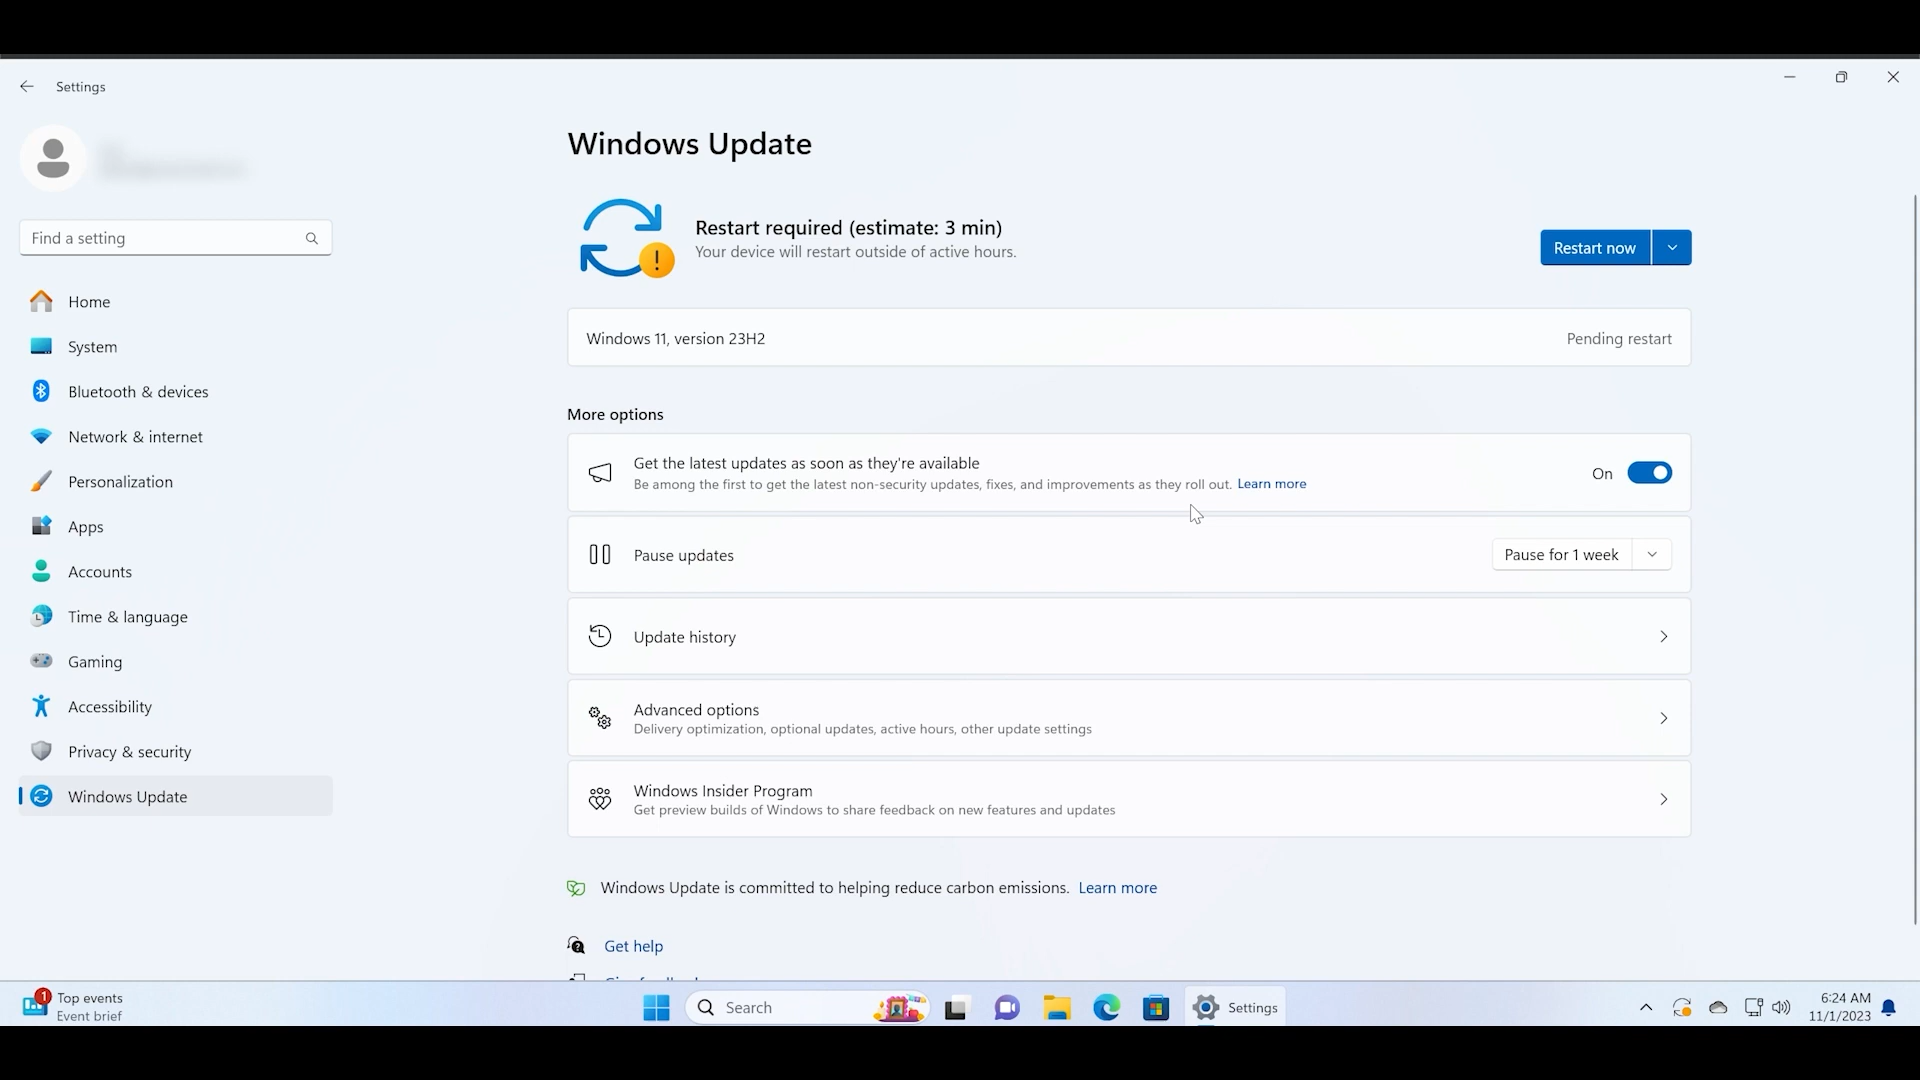 Settings
Find a setting
Home
System
Bluetooth & devices
Network & internet
Personalization
Apps
Accounts
Time & language
Gaming
Accessibility
Privacy & security
Windows Update
Windows Update
Restart required (estimate: 3 min)
Your device will restart outside of active hours.
Restart now
Windows 11, version 23H2
Pending restart
More options
Get the latest updates as soon as they're available
Be among the first to get the latest non-security updates, fixes, and improvements as they roll out. Learn more
On
Pause updates
Pause for 1 week
Update history
Advanced options
Delivery optimization, optional updates, active hours, other update settings
Windows Insider Program
Get preview builds of Windows to share feedback on new features and updates
Windows Update is committed to helping reduce carbon emissions. Learn more
Get help
1
Top events
Event brief
Search
Settings
6:24 AM
11/1/2023